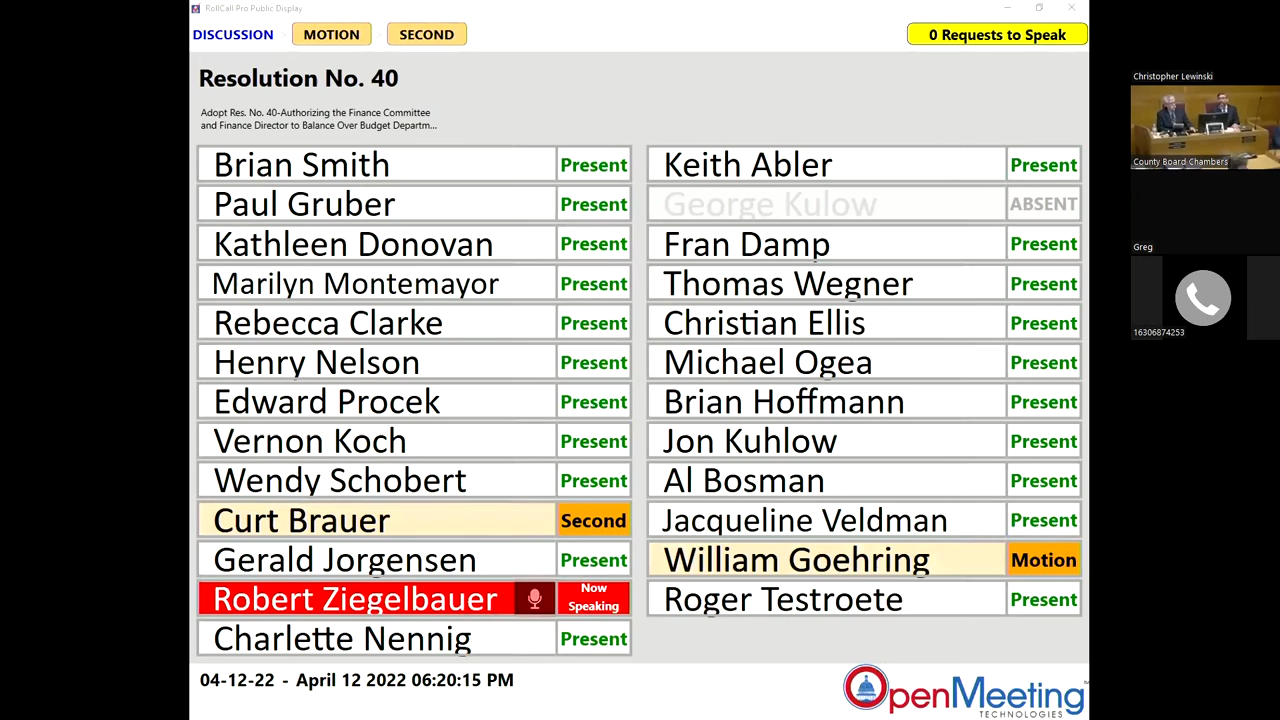 RollCall Pro Public Display
DISCUSSION
MOTION
SECOND
0 Requests to Speak
Resolution No. 40
Adopt Res. No. 40-Authorizing the Finance Committee
and Finance Director to Balance Over Budget Departm...
Brian Smith Present
Paul Gruber Present
Kathleen Donovan Present
Marilyn Montemayor Present
Rebecca Clarke Present
Henry Nelson Present
Edward Procek Present
Vernon Koch Present
Wendy Schobert Present
Curt Brauer Second
Gerald Jorgensen Present
Robert Ziegelbauer Now Speaking
Charlette Nennig Present
Keith Abler Present
George Kulow ABSENT
Fran Damp Present
Thomas Wegner Present
Christian Ellis Present
Michael Ogea Present
Brian Hoffmann Present
Jon Kuhlow Present
Al Bosman Present
Jacqueline Veldman Present
William Goehring Motion
Roger Testroete Present
04-12-22 - April 12 2022 06:20:15 PM
OpenMeeting
TECHNOLOGIES
Christopher Lewinski
County Board Chambers
Greg
16306874253